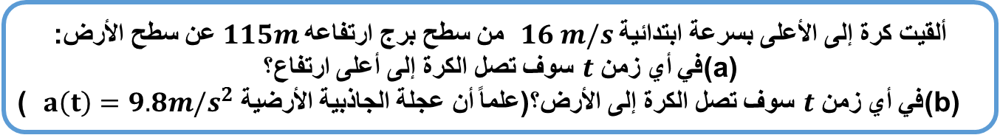 ألقيت كرة إلى الأعلى بسرعة ابتدائية 16 m/s من سطح برج ارتفاعه 115m عن سطح الأرض:
(a)في أي زمن t سوف تصل الكرة إلى أعلى ارتفاع؟
(b)في أي زمن t سوف تصل الكرة إلى الأرض؟(علماً أن عجلة الجاذبية الأرضية a(t) = 9.8m/s² )